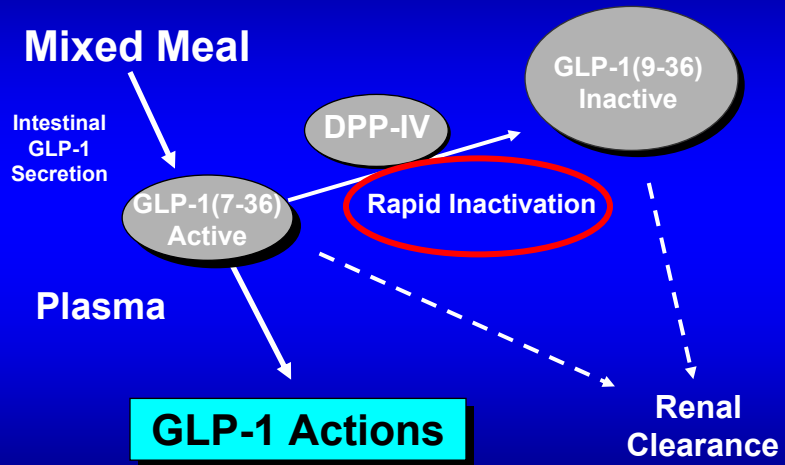 Mixed Meal
Intestinal
GLP-1
Secretion
DPP-IV
GLP-1(9-36)
Inactive
GLP-1(7-36)
Active
Rapid Inactivation
Plasma
GLP-1 Actions
Renal
Clearance